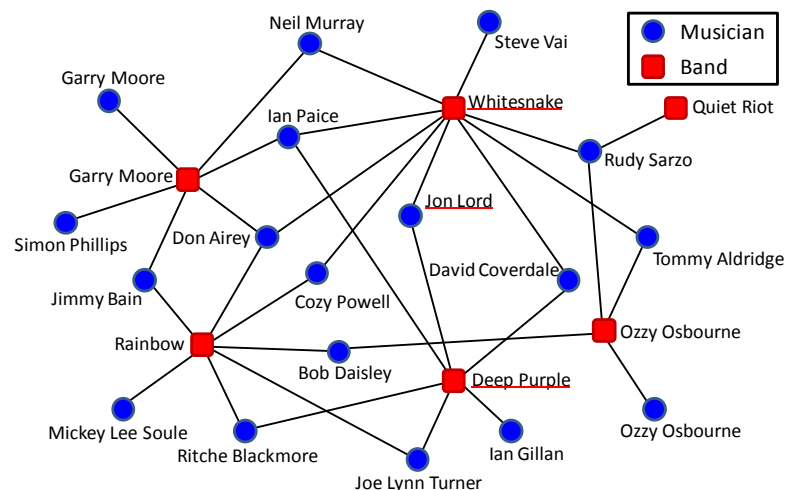 Neil Murray
Steve Vai
Musician
Band
Garry Moore
Whitesnake
Quiet Riot
Ian Paice
Rudy Sarzo
Garry Moore
Jon Lord
Simon Phillips
Don Airey
Tommy Aldridge
David Coverdale
Jimmy Bain
Cozy Powell
Ozzy Osbourne
Rainbow
Bob Daisley
Deep Purple
Mickey Lee Soule
Ozzy Osbourne
Ritche Blackmore
Ian Gillan
Joe Lynn Turner